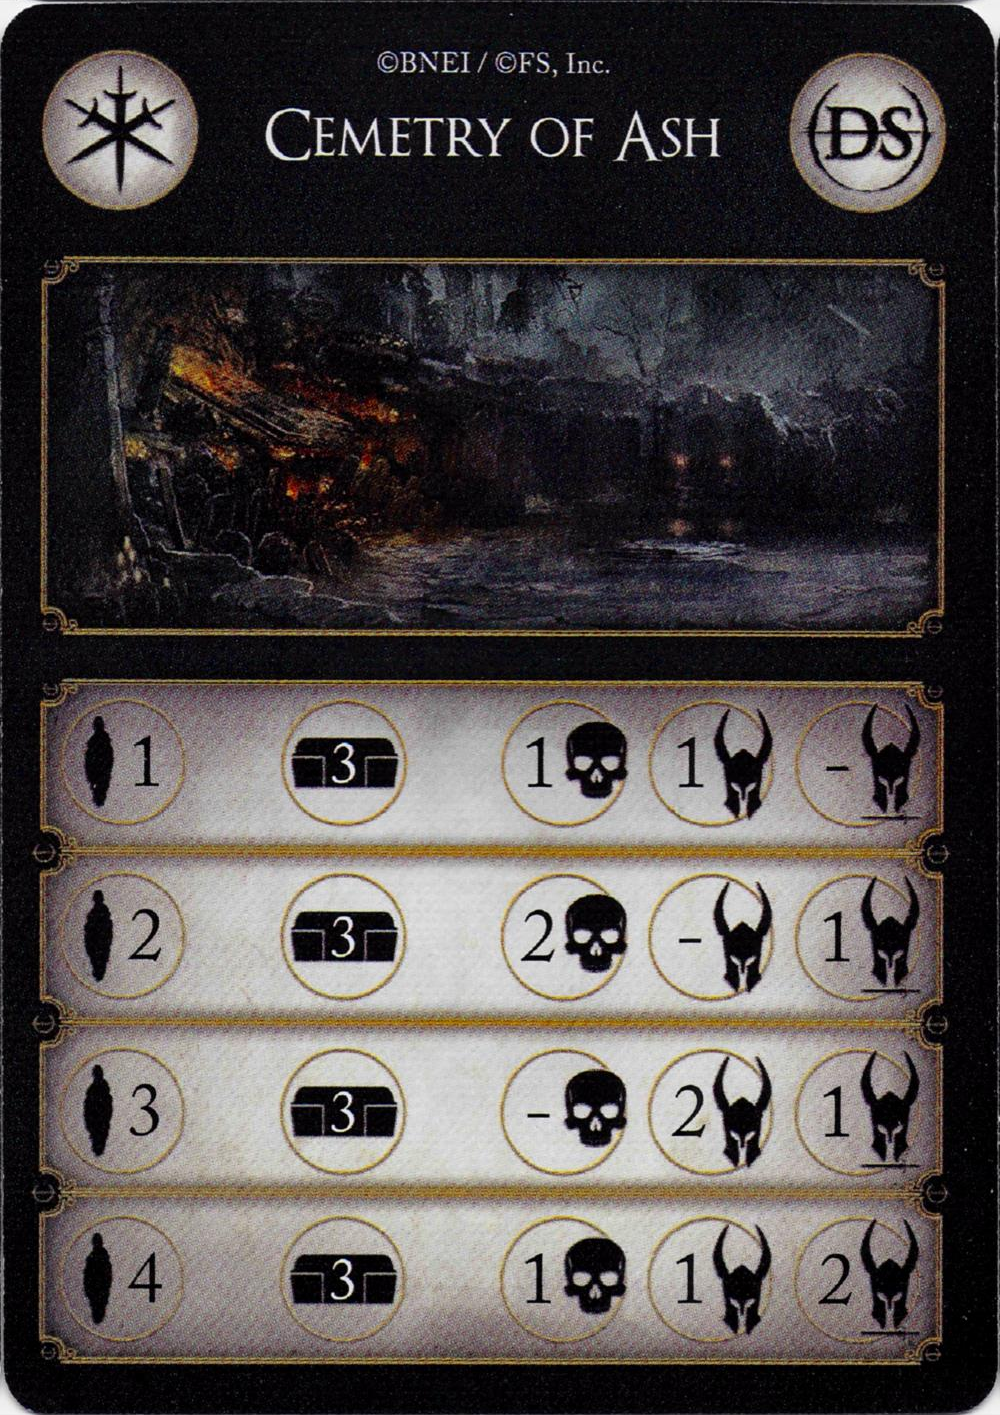 ©BNEI / ©FS, Inc.
CEMETRY OF ASH
DS
1 3 1 1 -
2 3 2 - 1
3 3 - 2 1
4 3 1 1 2